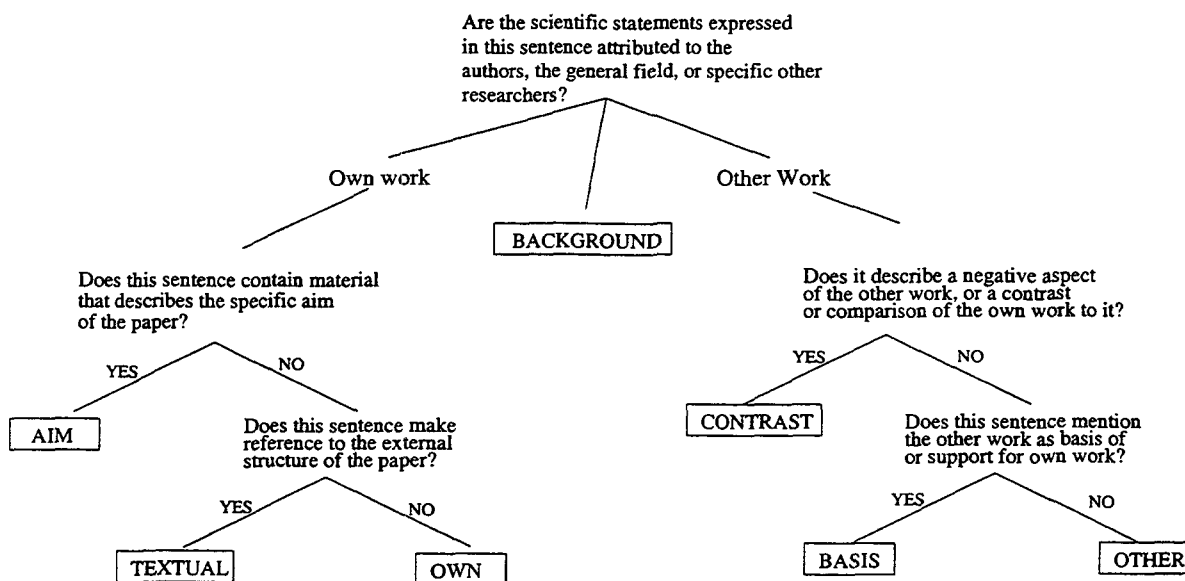 Are the scientific statements expressed
in this sentence attributed to the
authors, the general field, or specific other
researchers?
Own work
Other Work
BACKGROUND
Does this sentence contain material
that describes the specific aim
of the paper?
Does it describe a negative aspect
of the other work, or a contrast
or comparison of the own work to it?
YES
NO
YES
NO
AIM
Does this sentence make
reference to the external
structure of the paper?
CONTRAST
Does this sentence mention
the other work as basis of
or support for own work?
YES
NO
YES
NO
TEXTUAL
OWN
BASIS
OTHER